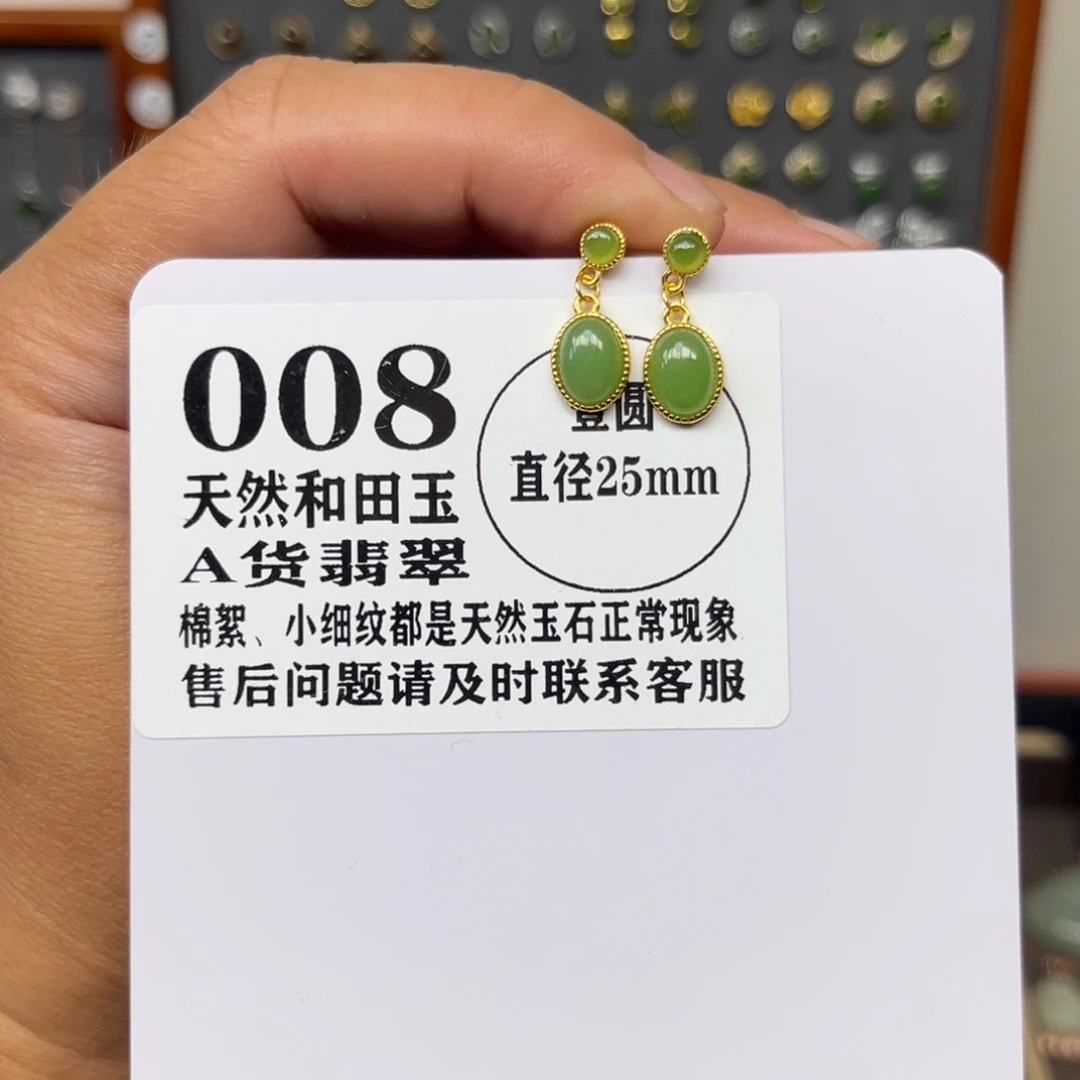 008
天然和田玉
A货翡翠
壹圆
直径25mm
棉絮、小细纹都是天然玉石正常现象
售后问题请及时联系客服